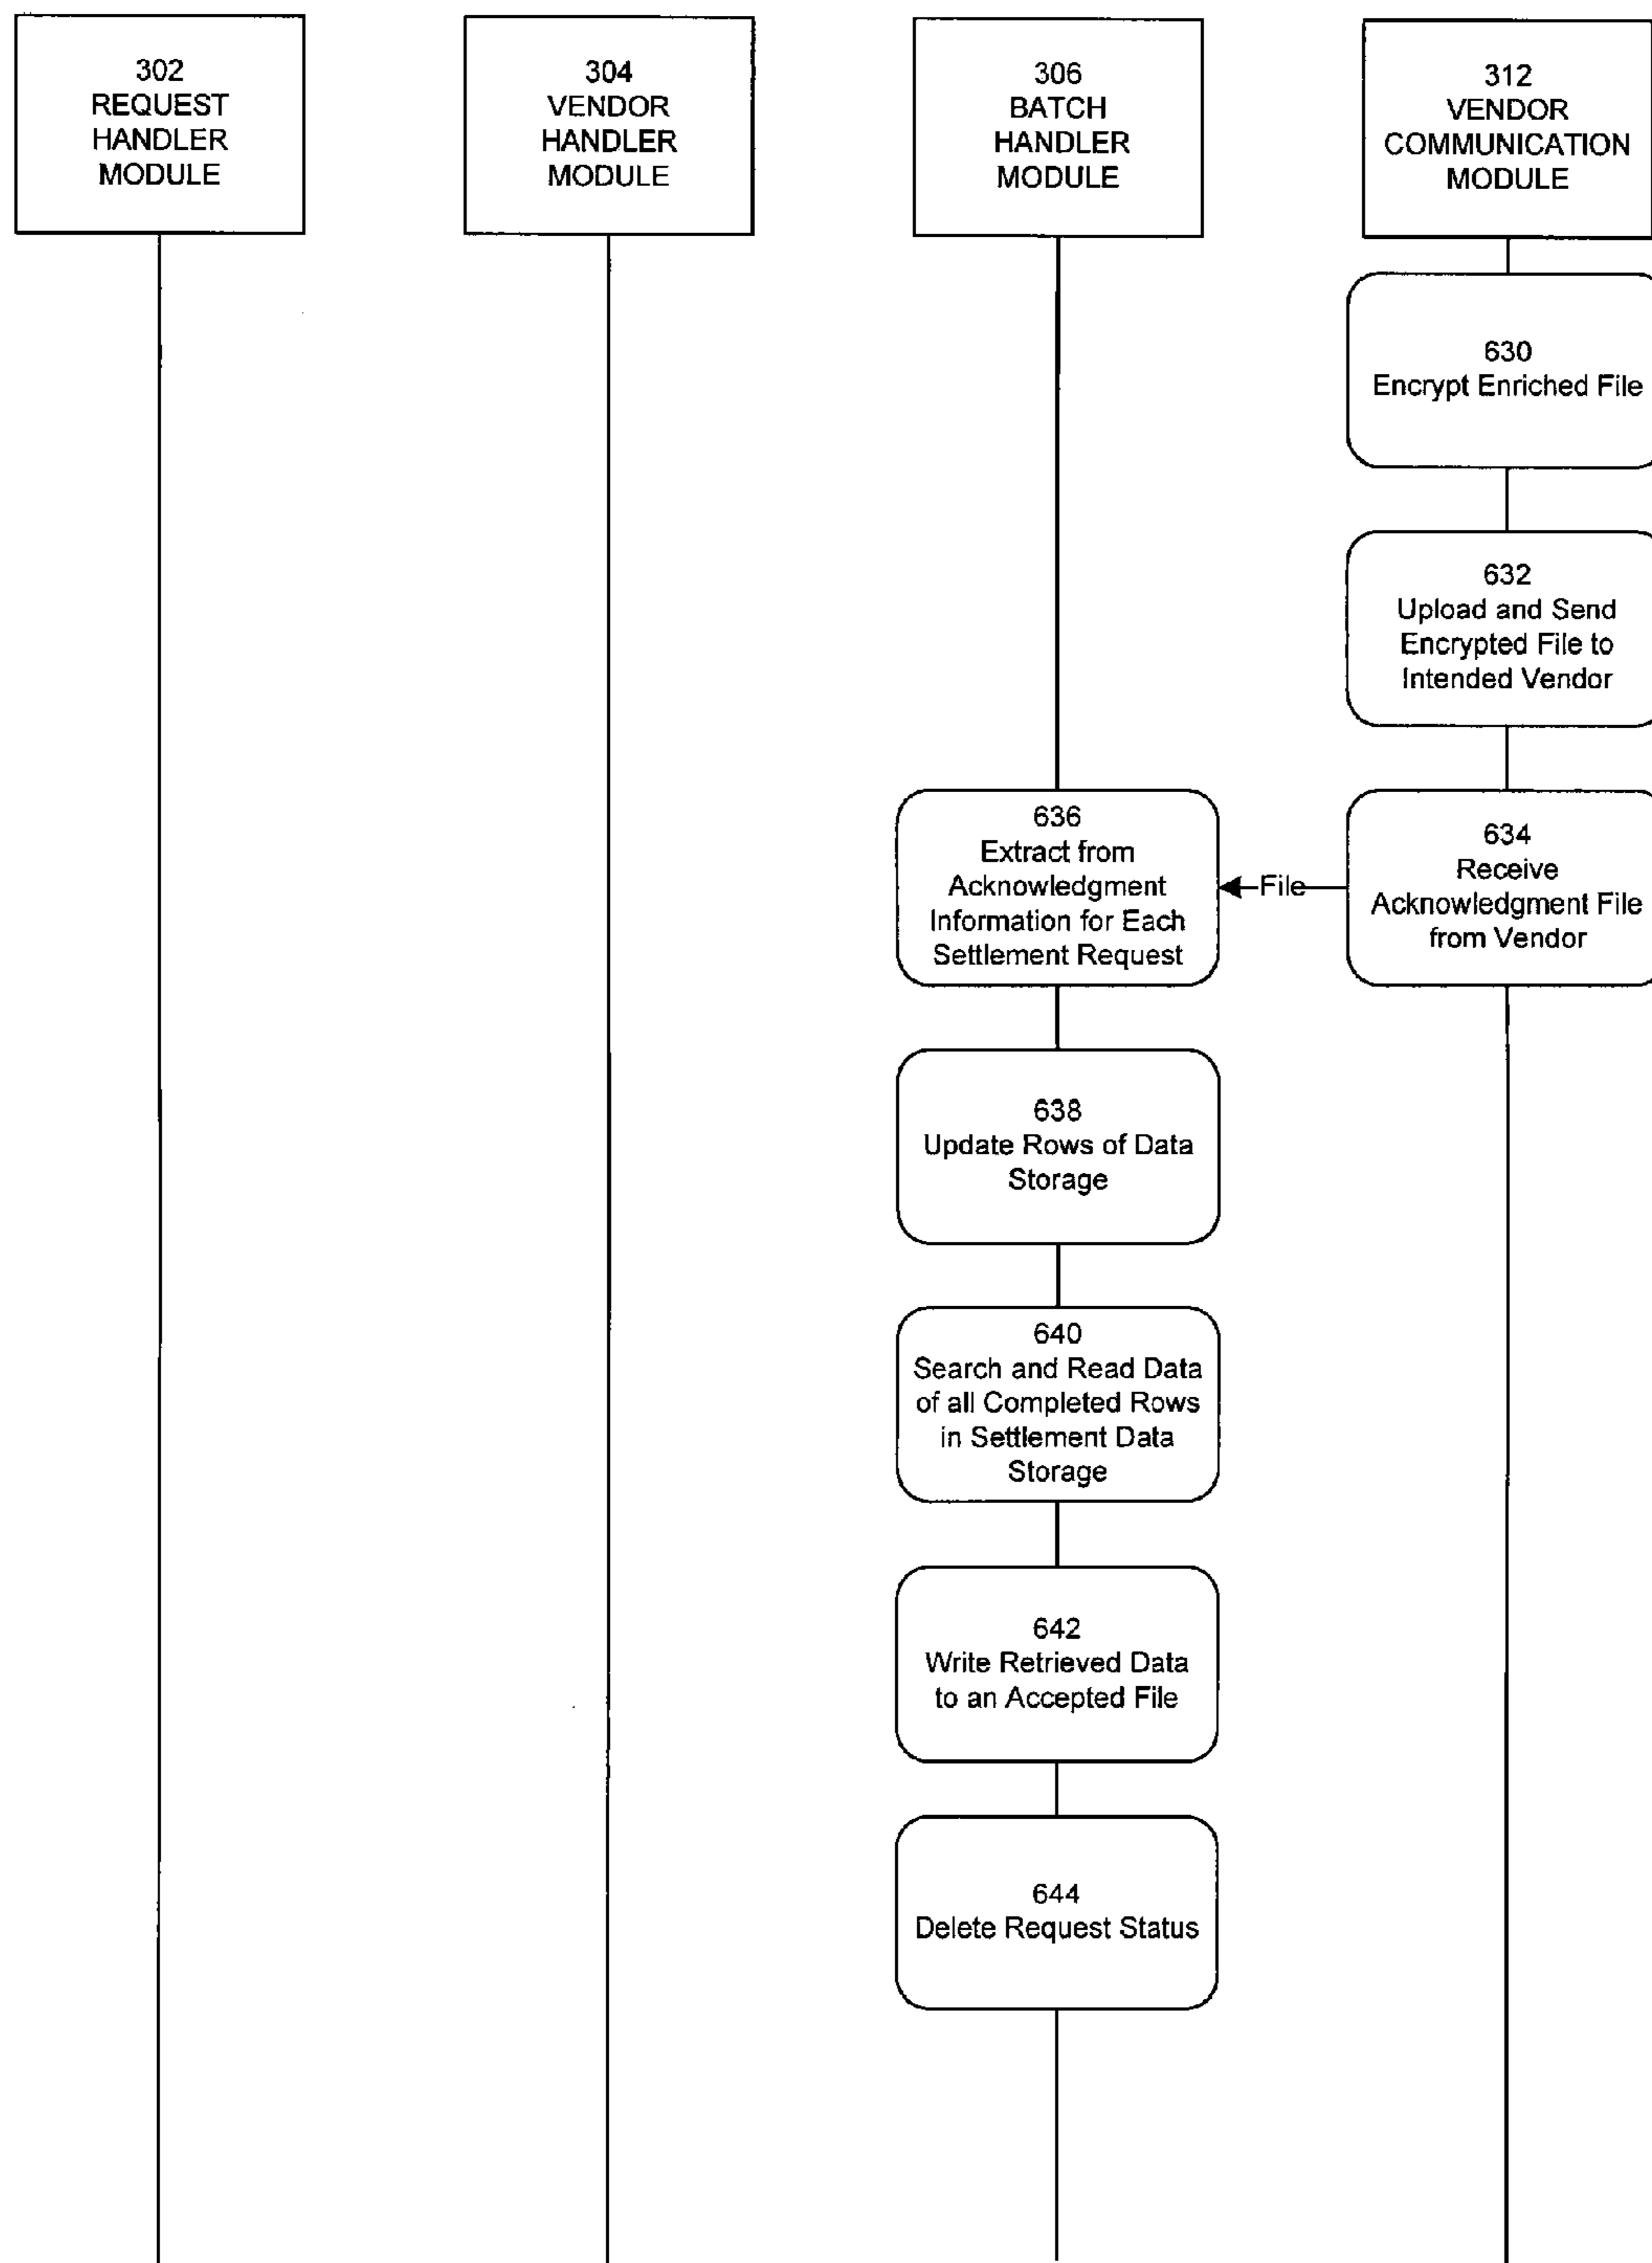 302
REQUEST
HANDLER
MODULE
304
VENDOR
HANDLER
MODULE
306
BATCH
HANDLER
MODULE
312
VENDOR
COMMUNICATION
MODULE
630
Encrypt Enriched File
632
Upload and Send
Encrypted File to
Intended Vendor
636
Extract from
Acknowledgment
Information for Each
Settlement Request
File
634
Receive
Acknowledgment File
from Vendor
638
Update Rows of Data
Storage
640
Search and Read Data
of all Completed Rows
in Settlement Data
Storage
642
Write Retrieved Data
to an Accepted File
644
Delete Request Status